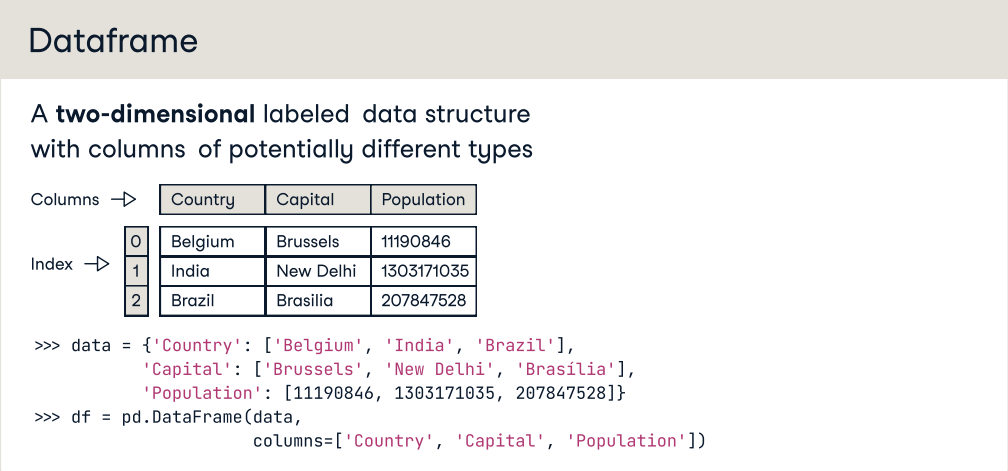 Dataframe
A two-dimensional labeled data structure
with columns of potentially different types
Columns
Country Capital Population
Index
0 Belgium Brussels 11190846
1 India New Delhi 1303171035
2 Brazil Brasilia 207847528
>>> data = {'Country': ['Belgium', 'India', 'Brazil'],
'Capital': ['Brussels', 'New Delhi', 'Brasília'],
'Population': [11190846, 1303171035, 207847528]}
>>> df = pd.DataFrame(data,
columns=['Country', 'Capital', 'Population'])